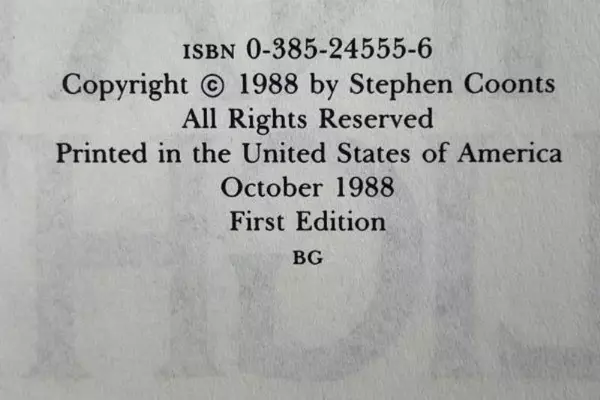 ISBN 0-385-24555-6
Copyright © 1988 by Stephen Coonts
All Rights Reserved
Printed in the United States of America
October 1988
First Edition
BG